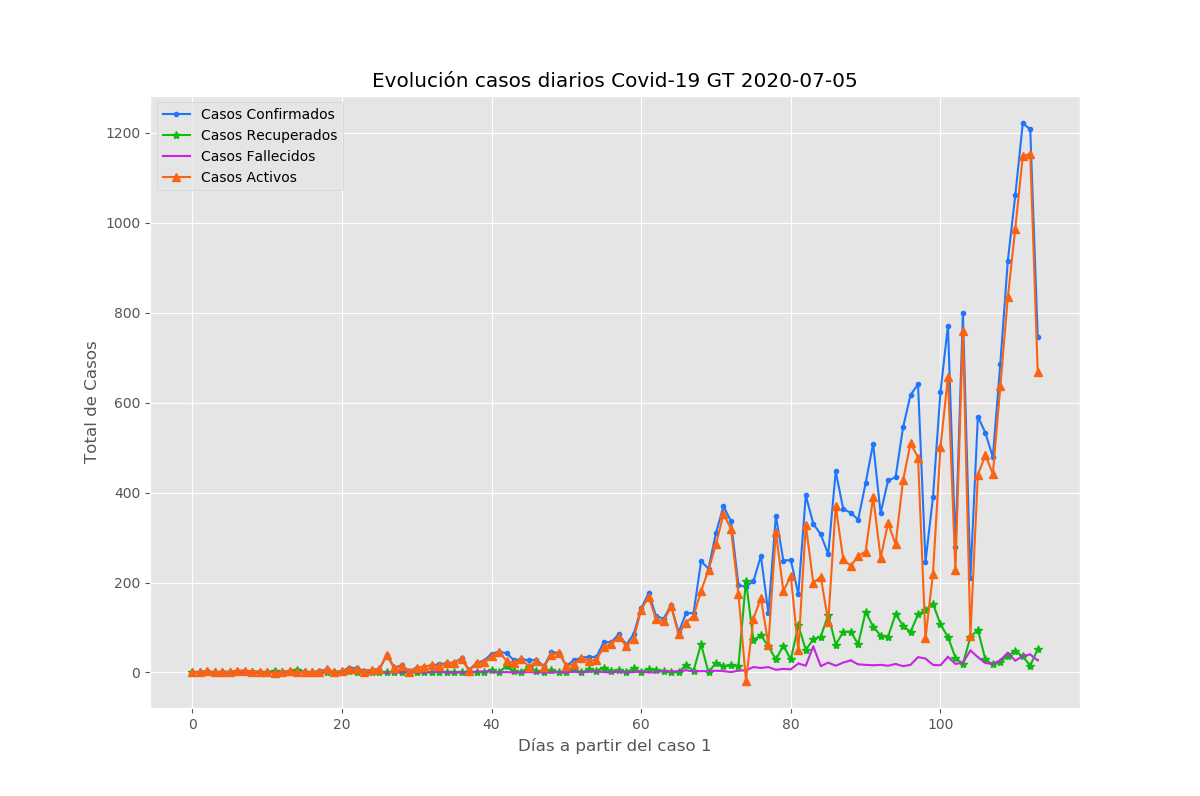 Evolución casos diarios Covid-19 GT 2020-07-05
Casos Confirmados
Casos Recuperados
Casos Fallecidos
Casos Activos
1200
1000
800
600
400
200
0
Total de Casos
0 20 40 60 80 100
Días a partir del caso 1